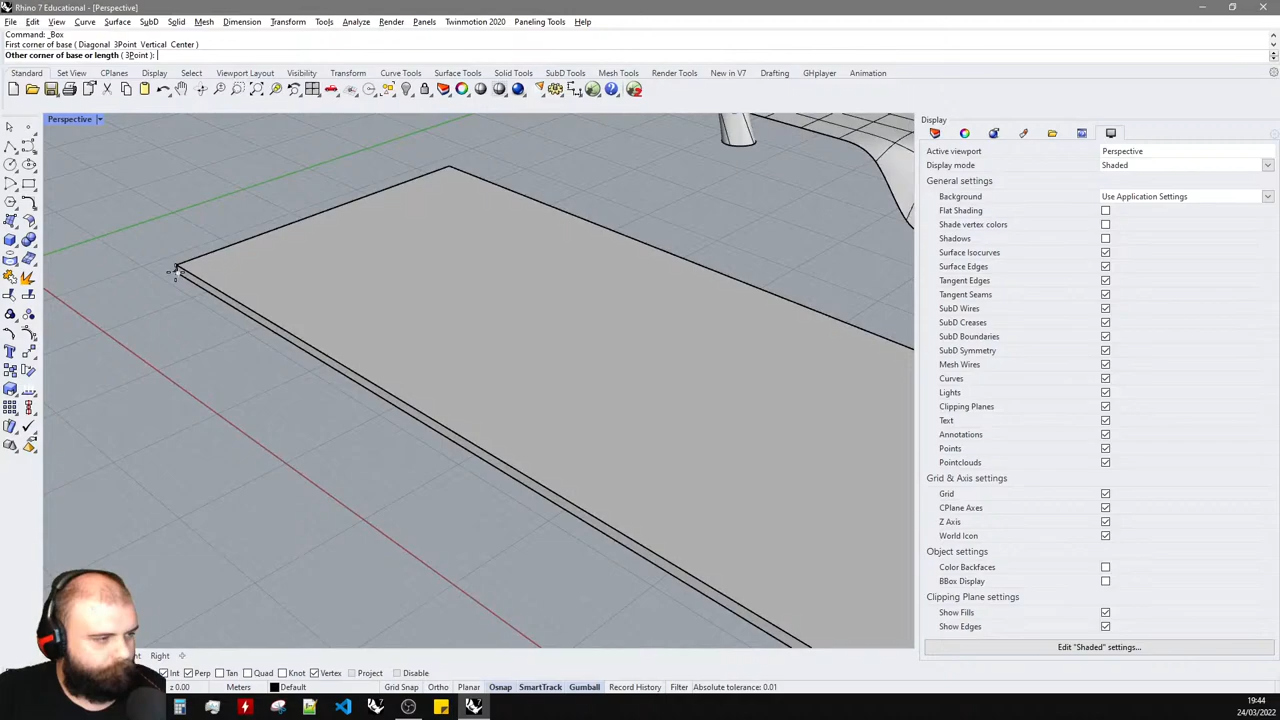 Rhino 7 Educational - [Perspective]
File Edit View Curve Surface SubD Solid Mesh Dimension Transform Tools Analyze Render Panels Twinmotion 2020 Paneling Tools Help
Command: _Box
First corner of base ( Diagonal 3Point Vertical Center )
Other corner of base or length ( 3Point ):
Standard Set View CPlanes Display Select Viewport Layout Visibility Transform Curve Tools Surface Tools Solid Tools SubD Tools Mesh Tools Render Tools New in V7 Drafting GHplayer Animation
Perspective
Display
Active viewport Perspective
Display mode Shaded
General settings
Background Use Application Settings
Flat Shading
Shade vertex colors
Shadows
Surface Isocurves
Surface Edges
Tangent Edges
Tangent Seams
SubD Wires
SubD Creases
SubD Boundaries
SubD Symmetry
Mesh Wires
Curves
Lights
Clipping Planes
Text
Annotations
Points
Pointclouds
Grid & Axis settings
Grid
CPlane Axes
Z Axis
World Icon
Object settings
Color Backfaces
BBox Display
Clipping Plane settings
Show Fills
Show Edges
Edit "Shaded" settings...
Right
Int Perp Tan Quad Knot Vertex Project Disable
z 0.00 Meters Default Grid Snap Ortho Planar Osnap SmartTrack Gumball Record History Filter Absolute tolerance: 0.01
19:44
24/03/2022